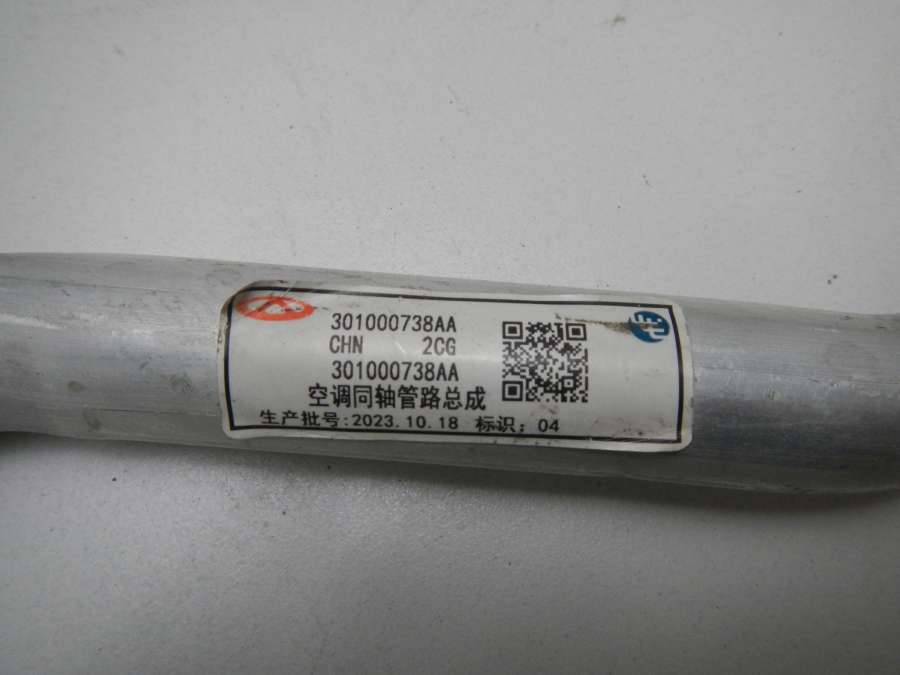 301000738AA
CHN 2CG
301000738AA
空调同轴管路总成
生产批号:2023.10.18 标识: 04